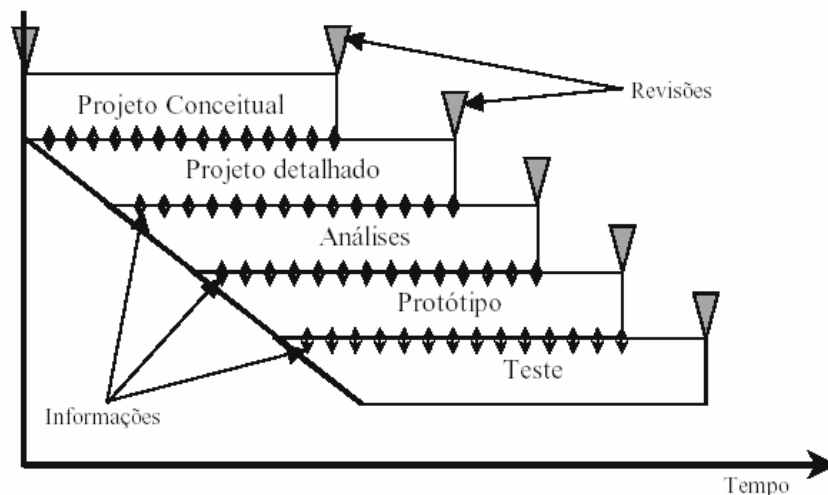 Projeto Conceitual
Revisões
Projeto detalhado
Análises
Protótipo
Teste
Informações
Tempo